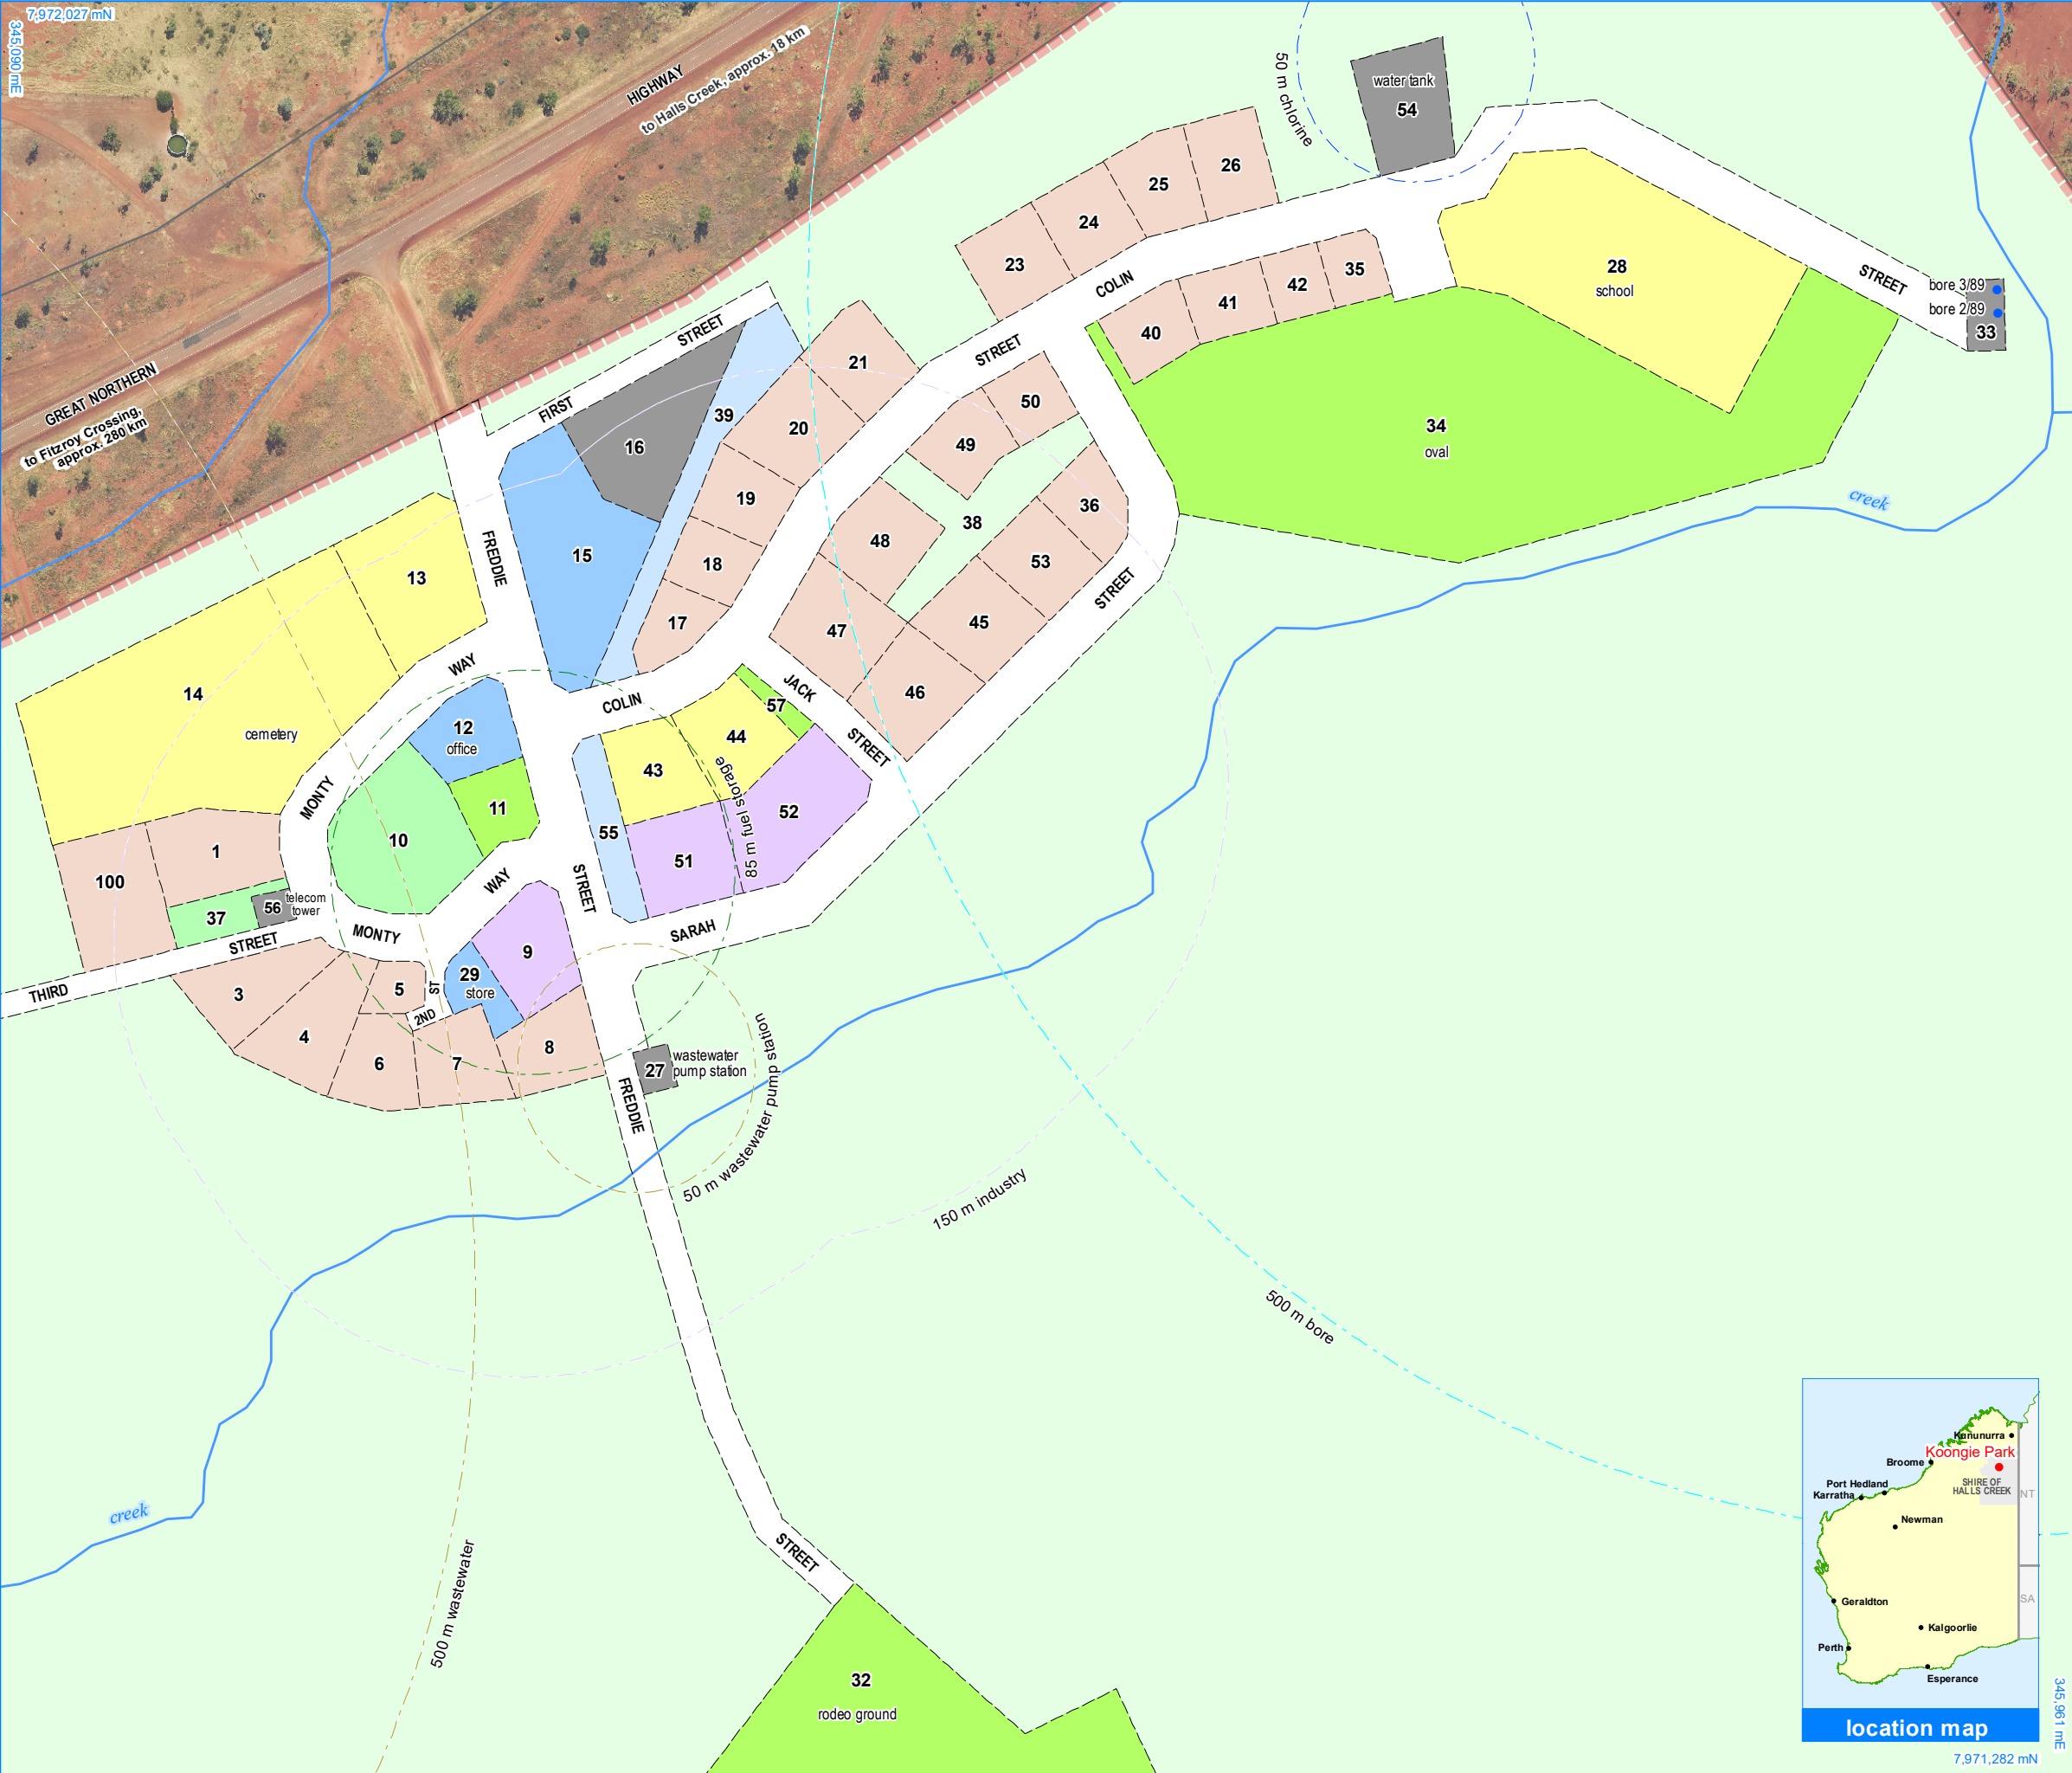 7,972,027 mN
345,090 mE
HIGHWAY
to Halls Creek, approx. 18 km
GREAT NORTHERN
to Fitzroy Crossing,
approx. 280 km
50 m chlorine
water tank
54
26
25
24
23
COLIN
STREET
35
42
41
40
28
school
STREET
bore 3/89
bore 2/89
33
34
oval
creek
FIRST
STREET
16
39
21
20
19
18
17
15
50
49
48
38
36
53
45
47
46
STREET
FREDDIE
13
14
cemetery
WAY
MONTY
12
office
11
10
COLIN
JACK
STREET
57
44
43
85 m fuel storage
52
51
55
STREET
SARAH
1
100
37
56
telecom
tower
STREET
THIRD
MONTY
WAY
9
29
store
ST
2ND
3
4
5
6
7
8
27
wastewater
pump station
FREDDIE
50 m wastewater pump station
150 m industry
500 m bore
creek
500 m wastewater
STREET
32
rodeo ground
Kununurra
Koongie Park
Broome
SHIRE OF
HALLS CREEK
Port Hedland
Karratha
NT
Newman
SA
Geraldton
Kalgoorlie
Perth
Esperance
location map
345,961 mE
7,971,282 mN